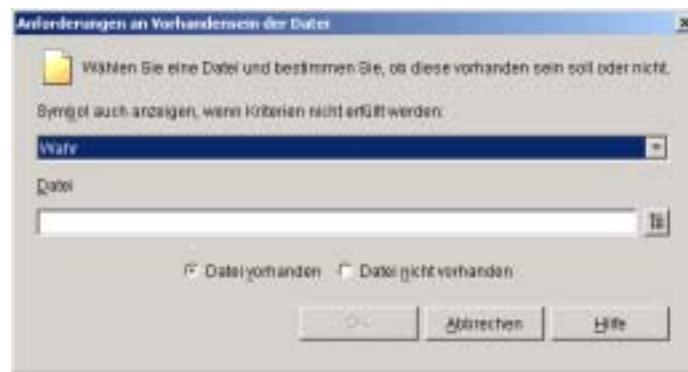 Anforderungen an Vorhandensein der Datei
Wählen Sie eine Datei und bestimmen Sie, ob diese vorhanden sein soll oder nicht.
Symbol auch anzeigen, wenn Kriterien nicht erfüllt werden:
Wahr
Datei
Datei vorhanden Datei nicht vorhanden
OK Abbrechen Hilfe